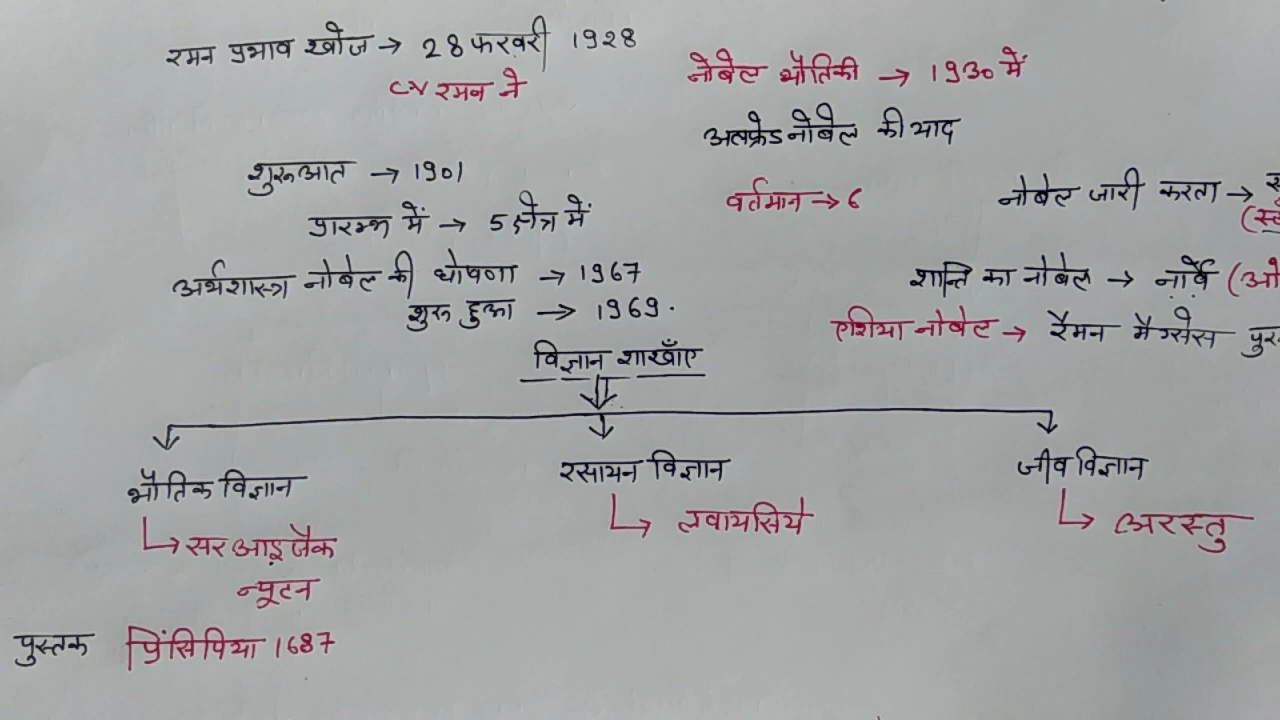 रमन प्रभाव खोज → 28 फरवरी 1928
CV रमन ने
नोबेल भौतिकी → 1930 में
अल्फ्रेड नोबेल की याद
शुरुआत → 1901
वर्तमान → 6
नोबेल जारी करता →
प्रारम्भ में → 5 क्षेत्र में
अर्थशास्त्र नोबेल की घोषणा → 1967
शान्ति का नोबेल → नार्वे
शुरू हुआ → 1969.
एशिया नोबेल → रैमन मैग्सेस
विज्ञान शाखाँए
भौतिक विज्ञान
रसायन विज्ञान
जीव विज्ञान
सर आइजैक
न्यूटन
लवायसिये
अरस्तु
पुस्तक प्रिंसिपिया 1687